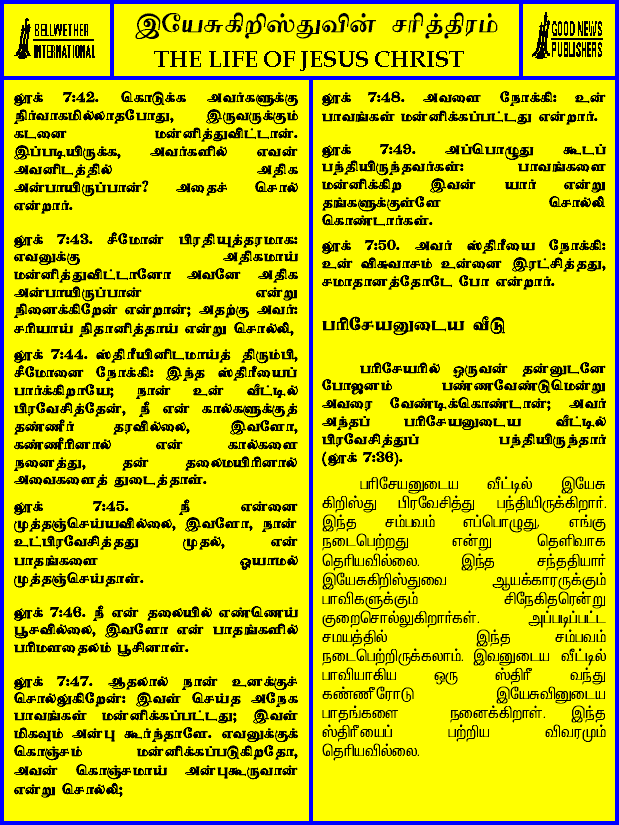 BELLWETHER
INTERNATIONAL
இயேசுகிறிஸ்துவின் சரித்திரம்
THE LIFE OF JESUS CHRIST
GOOD NEWS
PUBLISHERS
லூக் 7:42. கொடுக்க அவர்களுக்கு
நிர்வாகமில்லாதபோது, இருவருக்கும்
கடனை மன்னித்துவிட்டான்.
இப்படியிருக்க, அவர்களில் எவன்
அவனிடத்தில் அதிக
அன்பாயிருப்பான்? அதைச் சொல்
என்றார்.
லூக் 7:43. சீமோன் பிரதியுத்தரமாக:
எவனுக்கு அதிகமாய்
மன்னித்துவிட்டானோ அவனே அதிக
அன்பாயிருப்பான் என்று
நினைக்கிறேன் என்றான்; அதற்கு அவர்:
சரியாய் நிதானித்தாய் என்று சொல்லி,
லூக் 7:44. ஸ்திரீயினிடமாய்த் திரும்பி,
சீமோனை நோக்கி: இந்த ஸ்திரீயைப்
பார்க்கிறாயே; நான் உன் வீட்டில்
பிரவேசித்தேன், நீ என் கால்களுக்குத்
தண்ணீர் தரவில்லை, இவளோ,
கண்ணீரினால் என் கால்களை
நனைத்து, தன் தலைமயிரினால்
அவைகளைத் துடைத்தாள்.
லூக் 7:45. நீ என்னை
முத்தஞ்செய்யவில்லை, இவளோ, நான்
உட்பிரவேசித்தது முதல், என்
பாதங்களை ஓயாமல்
முத்தஞ்செய்தாள்.
லூக் 7:46. நீ என் தலையில் எண்ணெய்
பூசவில்லை, இவளோ என் பாதங்களில்
பரிமளதைலம் பூசினாள்.
லூக் 7:47. ஆதலால் நான் உனக்குச்
சொல்லுகிறேன்: இவள் செய்த அநேக
பாவங்கள் மன்னிக்கப்பட்டது; இவள்
மிகவும் அன்பு கூர்ந்தாளே. எவனுக்குக்
கொஞ்சம் மன்னிக்கப்படுகிறதோ,
அவன் கொஞ்சமாய் அன்புகூருவான்
என்று சொல்லி;
லூக் 7:48. அவளை நோக்கி: உன்
பாவங்கள் மன்னிக்கப்பட்டது என்றார்.
லூக் 7:49. அப்பொழுது கூடப்
பந்தியிருந்தவர்கள்: பாவங்களை
மன்னிக்கிற இவன் யார் என்று
தங்களுக்குள்ளே சொல்லி
கொண்டார்கள்.
லூக் 7:50. அவர் ஸ்திரீயை நோக்கி:
உன் விசுவாசம் உன்னை இரட்சித்தது,
சமாதானத்தோடே போ என்றார்.
பரிசேயனுடைய வீடு
பரிசேயரில் ஒருவன் தன்னுடனே
போஜனம் பண்ணவேண்டுமென்று
அவரை வேண்டிக்கொண்டான்; அவர்
அந்தப் பரிசேயனுடைய வீட்டில்
பிரவேசித்துப் பந்தியிருந்தார்
(லூக் 7:36).
பரிசேயனுடைய வீட்டில் இயேசு
கிறிஸ்து பிரவேசித்து பந்தியிருக்கிறார்.
இந்த சம்பவம் எப்பொழுது, எங்கு
நடைபெற்றது என்று தெளிவாக
தெரியவில்லை. இந்த சந்ததியார்
இயேசுகிறிஸ்துவை ஆயக்காரருக்கும்
பாவிகளுக்கும் சிநேகிதரென்று
குறைசொல்லுகிறார்கள். அப்படிப்பட்ட
சமயத்தில் இந்த சம்பவம்
நடைபெற்றிருக்கலாம். இவனுடைய வீட்டில்
பாவியாகிய ஒரு ஸ்திரீ வந்து
கண்ணீரோடு இயேசுவினுடைய
பாதங்களை நனைக்கிறாள். இந்த
ஸ்திரீயைப் பற்றிய விவரமும்
தெரியவில்லை.